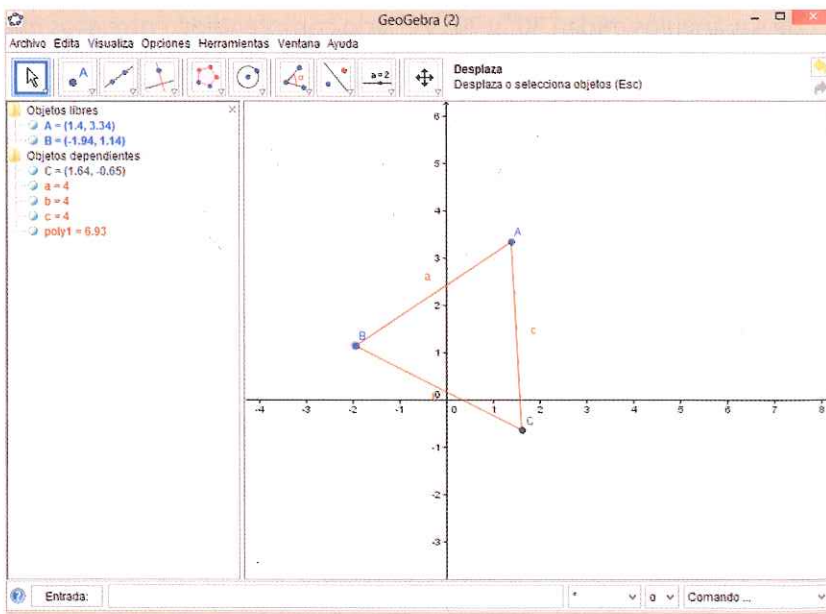 GeoGebra (2)
Archivo Edita Visualiza Opciones Herramientas Ventana Ayuda
A
α
a=2
Desplaza
Desplaza o selecciona objetos (Esc)
Objetos libres
A = (1.4, 3.34)
B = (-1.94, 1.14)
Objetos dependientes
C = (1.64, -0.65)
a = 4
b = 4
c = 4
poly1 = 6.93
6
5
4
3
2
1
0
-1
-2
-3
-4 -3 -2 -1 0 1 2 3 4 5 6 7 8
A
a
B
c
C
Entrada:
α
Comando ...